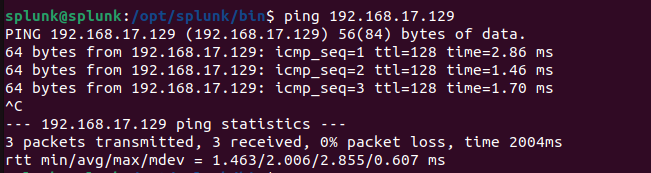 splunk@splunk:/opt/splunk/bin$ ping 192.168.17.129
PING 192.168.17.129 (192.168.17.129) 56(84) bytes of data.
64 bytes from 192.168.17.129: icmp_seq=1 ttl=128 time=2.86 ms
64 bytes from 192.168.17.129: icmp_seq=2 ttl=128 time=1.46 ms
64 bytes from 192.168.17.129: icmp_seq=3 ttl=128 time=1.70 ms
^C
--- 192.168.17.129 ping statistics ---
3 packets transmitted, 3 received, 0% packet loss, time 2004ms
rtt min/avg/max/mdev = 1.463/2.006/2.855/0.607 ms